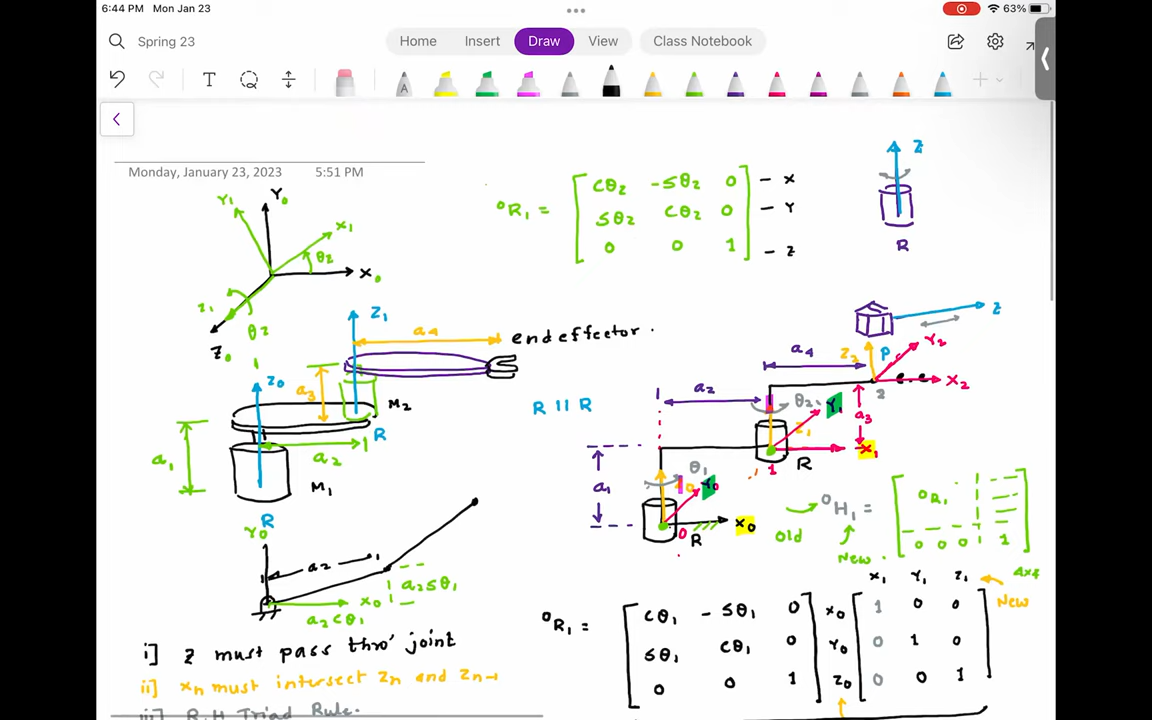 6:44 PM Mon Jan 23
63%
Spring 23
Home Insert Draw View Class Notebook
T
A
Monday, January 23, 2023 5:51 PM
Y1
Y0
X1
θ2
X0
Z1
θ2
Z0
⁰R1 =
cθ2 -sθ2 0 - X
sθ2 cθ2 0 - Y
0 0 1 - Z
Z
R
Z1
a4
end effector.
Z0
a3
M2
R
a2
a1
M1
R
R || R
Z
Z2
P
Y2
a4
X2
2
a2
θ2
Y1
a3
Z1
X1
1
R
a1
θ1
Y0
X0
0
R
old
⁰H1 =
⁰R1
0 0 0 1
New
4x4
Y0
a2
a2sθ1
X0
a2cθ1
⁰R1 =
cθ1 -sθ1 0
sθ1 cθ1 0
0 0 1
X1 Y1 Z1
New
X0 1 0 0
Y0 0 1 0
Z0 0 0 1
i] Z must pass thro' joint
ii] Xn must intersect Zn and Zn-1
iii] R.H Triad Rule.